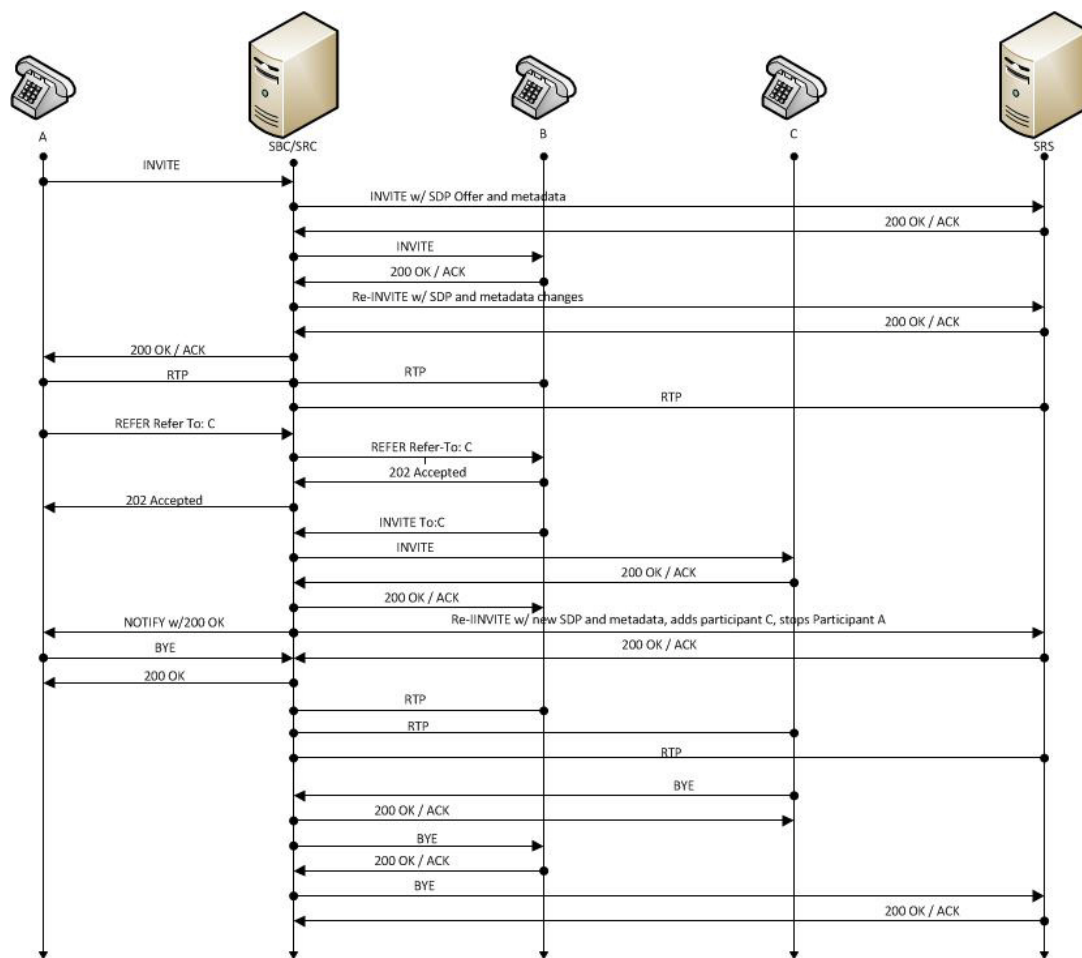 A
SBC/SRC
B
C
SRS
INVITE
INVITE w/ SDP Offer and metadata
200 OK / ACK
INVITE
200 OK / ACK
Re-INVITE w/ SDP and metadata changes
200 OK / ACK
200 OK / ACK
RTP
RTP
RTP
REFER Refer To: C
REFER Refer-To: C
202 Accepted
202 Accepted
INVITE To:C
INVITE
200 OK / ACK
200 OK / ACK
NOTIFY w/200 OK
Re-IINVITE w/ new SDP and metadata, adds participant C, stops Participant A
BYE
200 OK / ACK
200 OK
RTP
RTP
RTP
BYE
200 OK / ACK
BYE
200 OK / ACK
BYE
200 OK / ACK